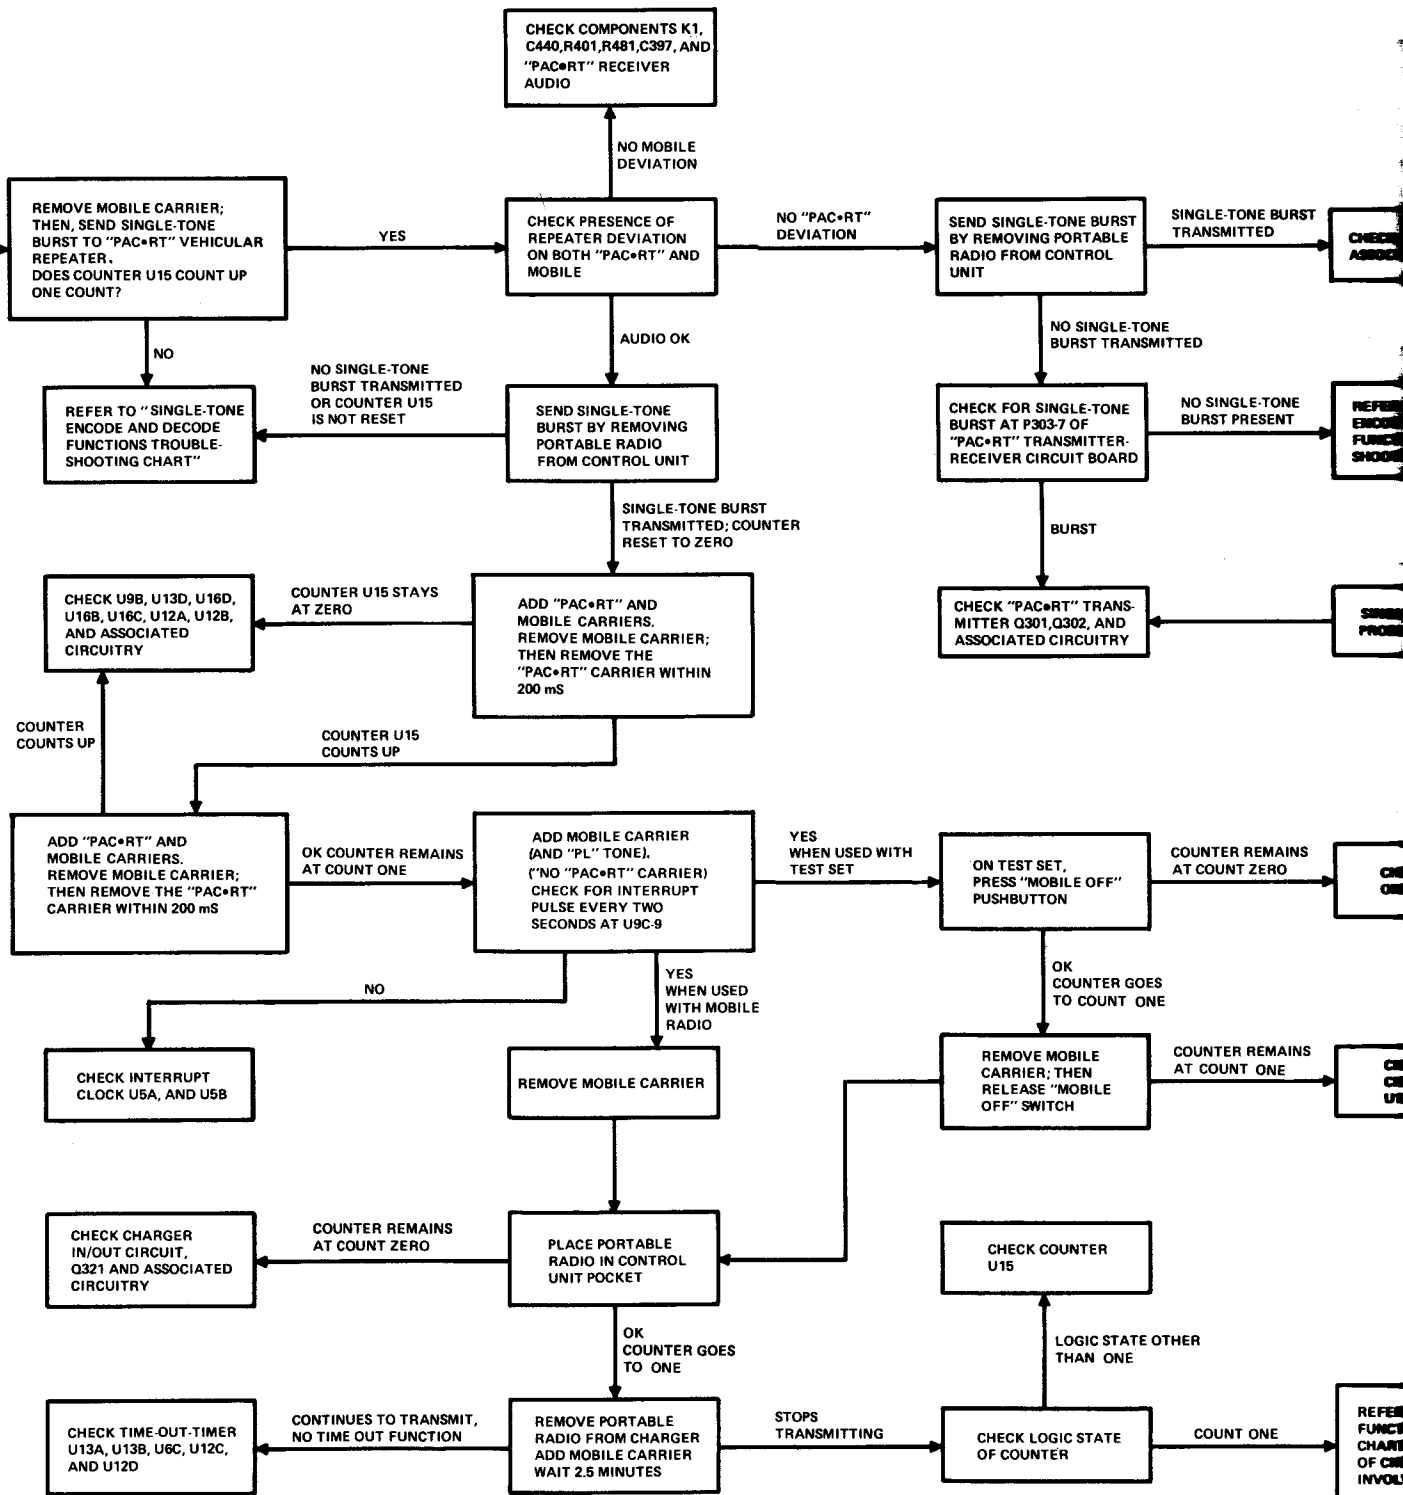 CHECK COMPONENTS K1,
C440,R401,R481,C397, AND
"PAC•RT" RECEIVER
AUDIO
NO MOBILE
DEVIATION
REMOVE MOBILE CARRIER;
THEN, SEND SINGLE-TONE
BURST TO "PAC•RT" VEHICULAR
REPEATER.
DOES COUNTER U15 COUNT UP
ONE COUNT?
YES
CHECK PRESENCE OF
REPEATER DEVIATION
ON BOTH "PAC•RT" AND
MOBILE
NO "PAC•RT"
DEVIATION
SEND SINGLE-TONE BURST
BY REMOVING PORTABLE
RADIO FROM CONTROL
UNIT
SINGLE-TONE BURST
TRANSMITTED
NO
AUDIO OK
NO SINGLE-TONE
BURST TRANSMITTED
REFER TO "SINGLE-TONE
ENCODE AND DECODE
FUNCTIONS TROUBLE-
SHOOTING CHART"
NO SINGLE-TONE
BURST TRANSMITTED
OR COUNTER U15
IS NOT RESET
SEND SINGLE-TONE
BURST BY REMOVING
PORTABLE RADIO
FROM CONTROL UNIT
CHECK FOR SINGLE-TONE
BURST AT P303-7 OF
"PAC•RT" TRANSMITTER-
RECEIVER CIRCUIT BOARD
NO SINGLE-TONE
BURST PRESENT
SINGLE-TONE BURST
TRANSMITTED; COUNTER
RESET TO ZERO
BURST
CHECK U9B, U13D, U16D,
U16B, U16C, U12A, U12B,
AND ASSOCIATED
CIRCUITRY
COUNTER U15 STAYS
AT ZERO
ADD "PAC•RT" AND
MOBILE CARRIERS.
REMOVE MOBILE CARRIER;
THEN REMOVE THE
"PAC•RT" CARRIER WITHIN
200 mS
CHECK "PAC•RT" TRANS-
MITTER Q301,Q302, AND
ASSOCIATED CIRCUITRY
COUNTER
COUNTS UP
COUNTER U15
COUNTS UP
ADD "PAC•RT" AND
MOBILE CARRIERS.
REMOVE MOBILE CARRIER;
THEN REMOVE THE "PAC•RT"
CARRIER WITHIN 200 mS
OK COUNTER REMAINS
AT COUNT ONE
ADD MOBILE CARRIER
(AND "PL" TONE).
("NO "PAC•RT" CARRIER)
CHECK FOR INTERRUPT
PULSE EVERY TWO
SECONDS AT U9C-9
YES
WHEN USED WITH
TEST SET
ON TEST SET,
PRESS "MOBILE OFF"
PUSHBUTTON
COUNTER REMAINS
AT COUNT ZERO
NO
YES
WHEN USED
WITH MOBILE
RADIO
OK
COUNTER GOES
TO COUNT ONE
CHECK INTERRUPT
CLOCK U5A, AND U5B
REMOVE MOBILE CARRIER
REMOVE MOBILE
CARRIER; THEN
RELEASE "MOBILE
OFF" SWITCH
COUNTER REMAINS
AT COUNT ONE
CHECK CHARGER
IN/OUT CIRCUIT,
Q321 AND ASSOCIATED
CIRCUITRY
COUNTER REMAINS
AT COUNT ZERO
PLACE PORTABLE
RADIO IN CONTROL
UNIT POCKET
CHECK COUNTER
U15
OK
COUNTER GOES
TO ONE
LOGIC STATE OTHER
THAN ONE
CHECK TIME-OUT-TIMER
U13A, U13B, U6C, U12C,
AND U12D
CONTINUES TO TRANSMIT,
NO TIME OUT FUNCTION
REMOVE PORTABLE
RADIO FROM CHARGER
ADD MOBILE CARRIER
WAIT 2.5 MINUTES
STOPS
TRANSMITTING
CHECK LOGIC STATE
OF COUNTER
COUNT ONE